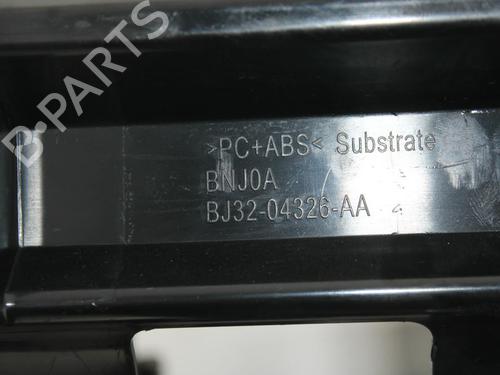 B-PARTS
>PC+ABS< Substrate
BNJ0A
BJ32-04326-AA